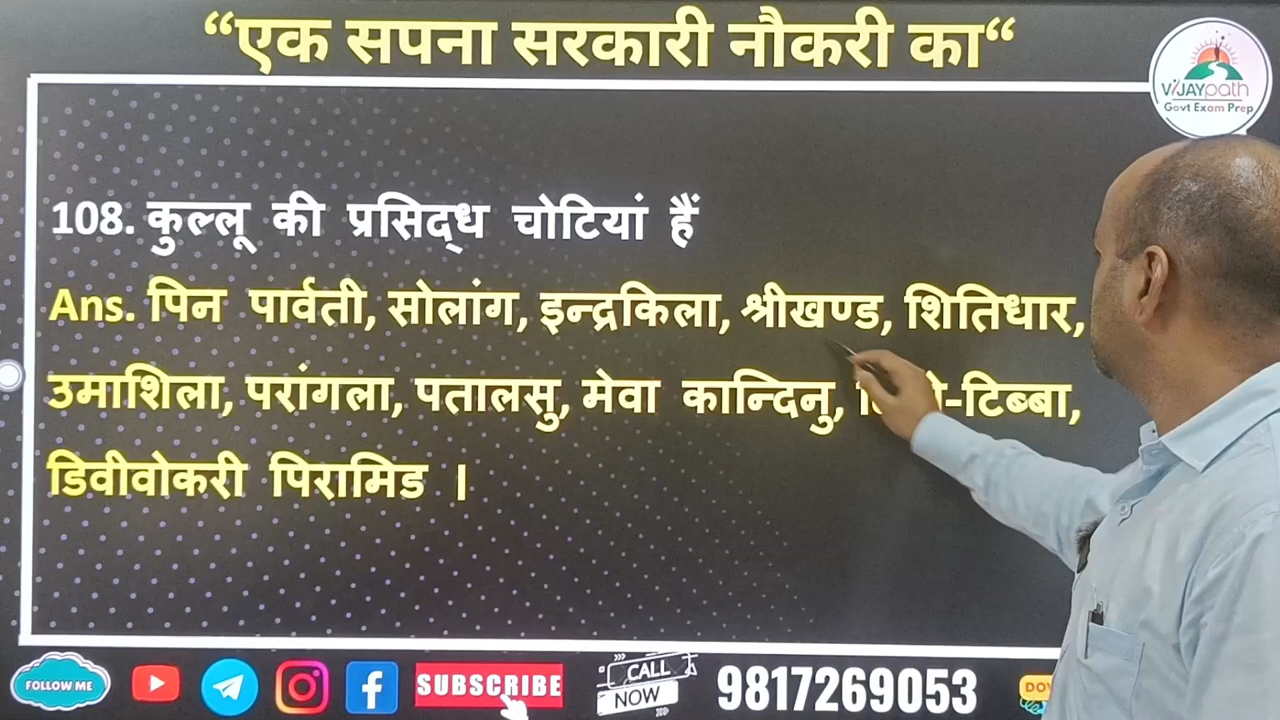 “एक सपना सरकारी नौकरी का“
VIJAYpath
Govt Exam Prep
108. कुल्लू की प्रसिद्ध चोटियां हैं
Ans. पिन पार्वती, सोलांग, इन्द्रकिला, श्रीखण्ड, शितिधार,
उमाशिला, परांगला, पतालसु, मेवा कान्दिनु, -टिब्बा,
डिवीवोकरी पिरामिड ।
FOLLOW ME
SUBSCRIBE
CALL
NOW
9817269053